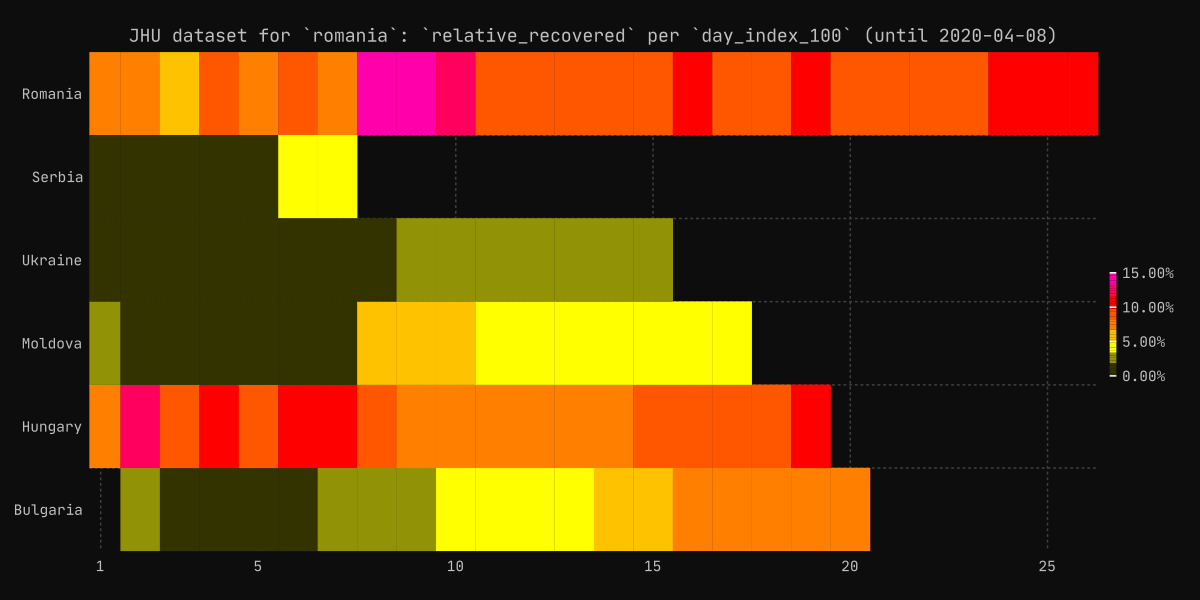 JHU dataset for `romania`: `relative_recovered` per `day_index_100` (until 2020-04-08)
Romania
Serbia
Ukraine
Moldova
Hungary
Bulgaria
15.00%
10.00%
5.00%
0.00%
1 5 10 15 20 25